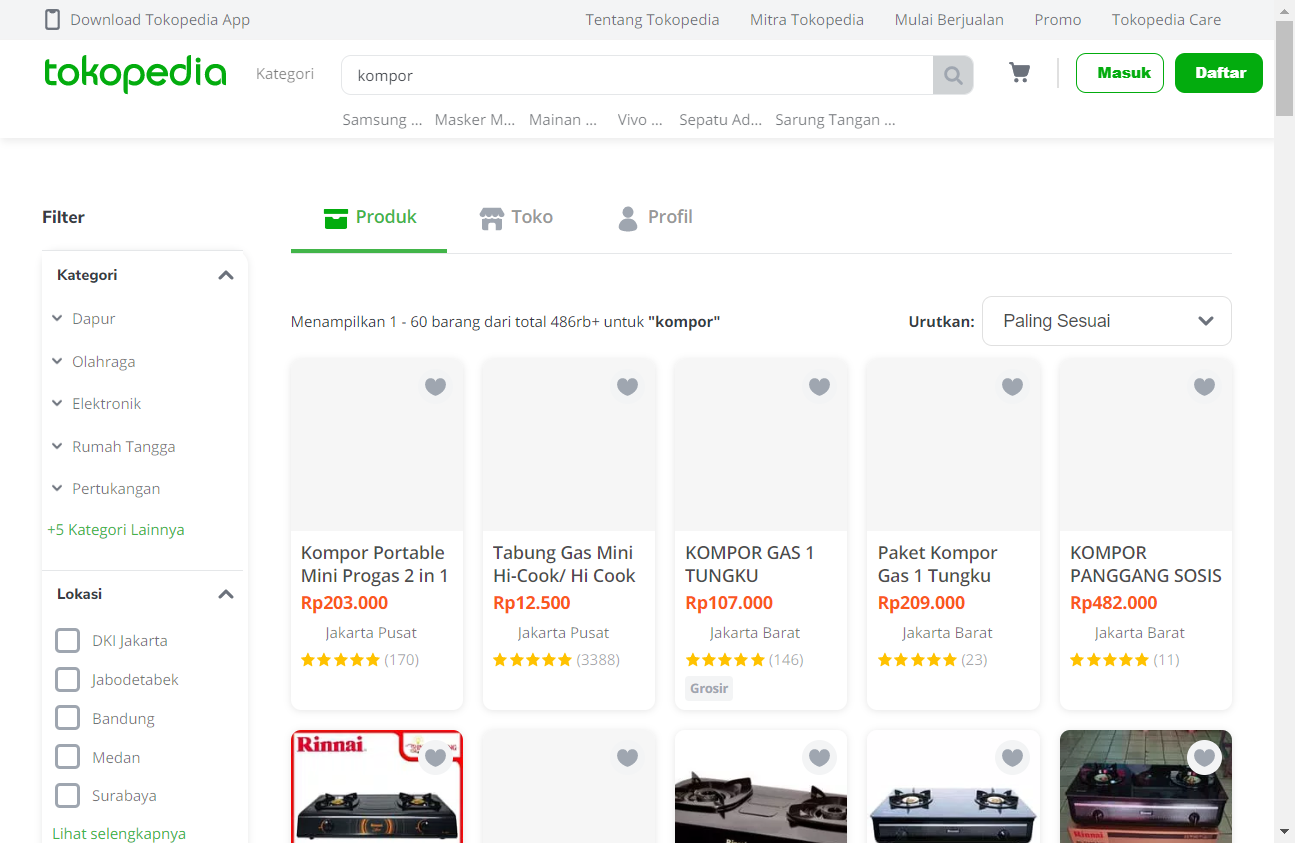 Download Tokopedia App
Tentang Tokopedia
Mitra Tokopedia
Mulai Berjualan
Promo
Tokopedia Care
tokopedia
Kategori
kompor
Masuk
Daftar
Samsung ...
Masker M...
Mainan ...
Vivo ...
Sepatu Ad...
Sarung Tangan ...
Filter
Produk
Toko
Profil
Kategori
Dapur
Olahraga
Elektronik
Rumah Tangga
Pertukangan
+5 Kategori Lainnya
Lokasi
DKI Jakarta
Jabodetabek
Bandung
Medan
Surabaya
Lihat selengkapnya
Menampilkan 1 - 60 barang dari total 486rb+ untuk "kompor"
Urutkan:
Paling Sesuai
Kompor Portable
Mini Progas 2 in 1
Rp203.000
Jakarta Pusat
(170)
Tabung Gas Mini
Hi-Cook/ Hi Cook
Rp12.500
Jakarta Pusat
(3388)
KOMPOR GAS 1
TUNGKU
Rp107.000
Jakarta Barat
(146)
Grosir
Paket Kompor
Gas 1 Tungku
Rp209.000
Jakarta Barat
(23)
KOMPOR
PANGGANG SOSIS
Rp482.000
Jakarta Barat
(11)
Rinnai
Rinnai